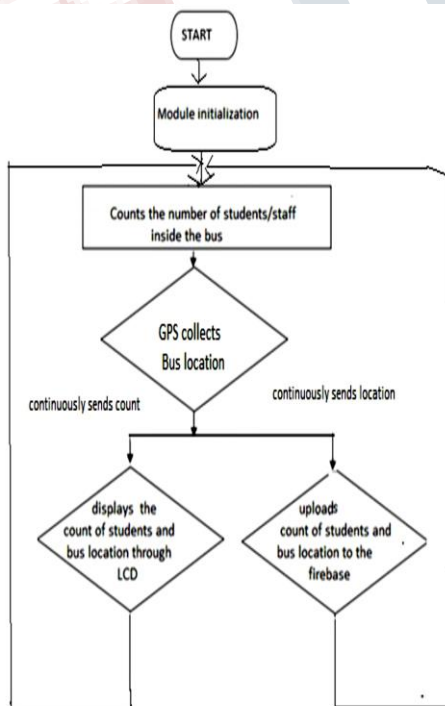 START
Module initialization
Counts the number of students/staff
inside the bus
GPS collects
Bus location
continuously sends count
continuously sends location
displays the
count of students and
bus location through
LCD
uploads
count of students and
bus location to the
firebase